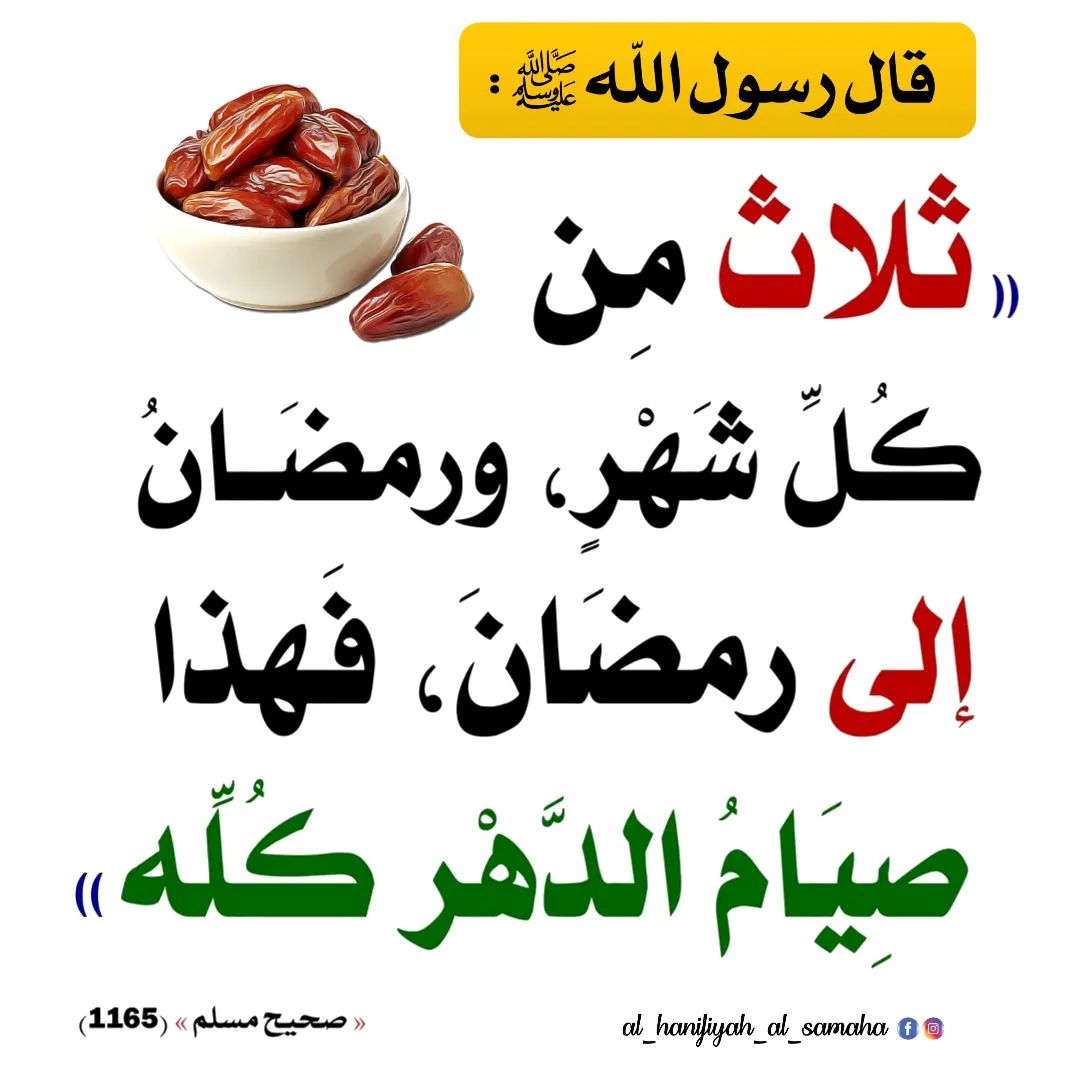 قال رسول الله ﷺ :
(( ثلاث مِن
كُلِّ شَهْرٍ، ورمضَـانُ
إلى رمضَانَ، فَهذا
صِيَامُ الدَّهْر كُلِّه ))
« صحيح مسلم » (1165)
al_hanifiyah_al_samaha